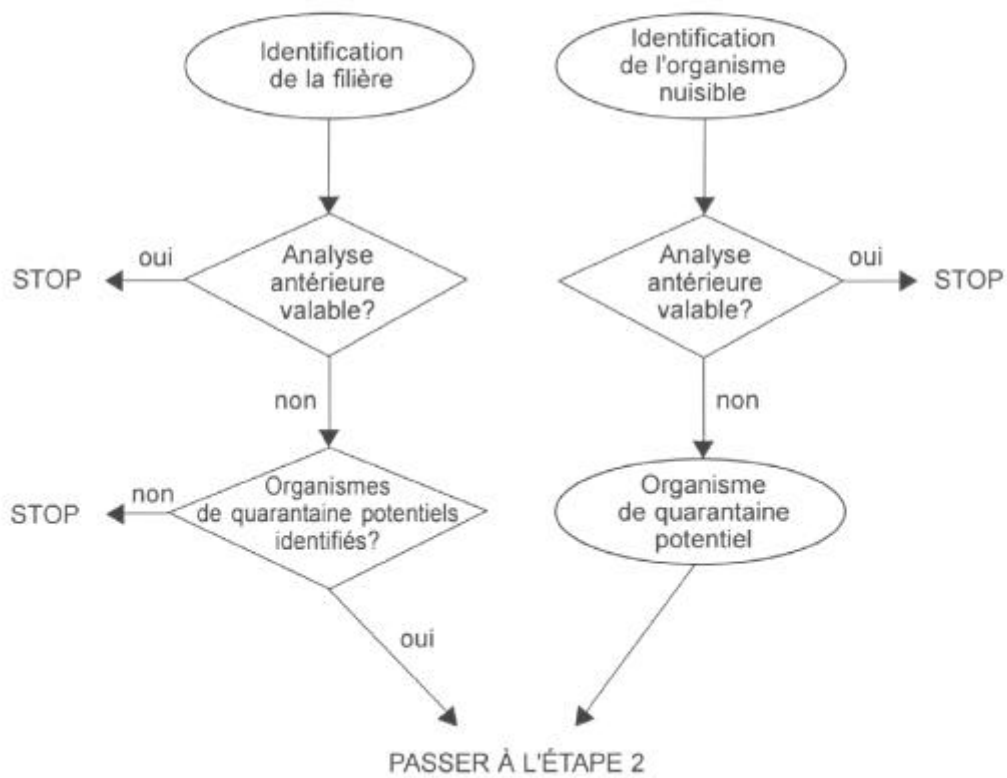 Identification
de la filière
Identification
de l'organisme
nuisible
oui
STOP
Analyse
antérieure
valable?
Analyse
antérieure
valable?
oui
STOP
non
non
non
STOP
Organismes
de quarantaine potentiels
identifiés?
Organisme
de quarantaine
potentiel
oui
PASSER À L'ÉTAPE 2